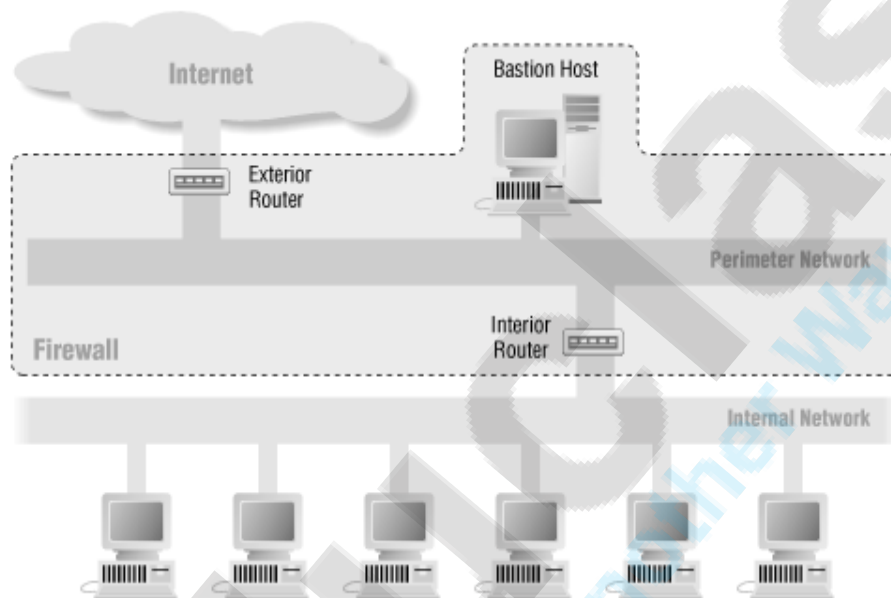 Internet
Bastion Host
Exterior
Router
Perimeter Network
Interior
Router
Firewall
Internal Network